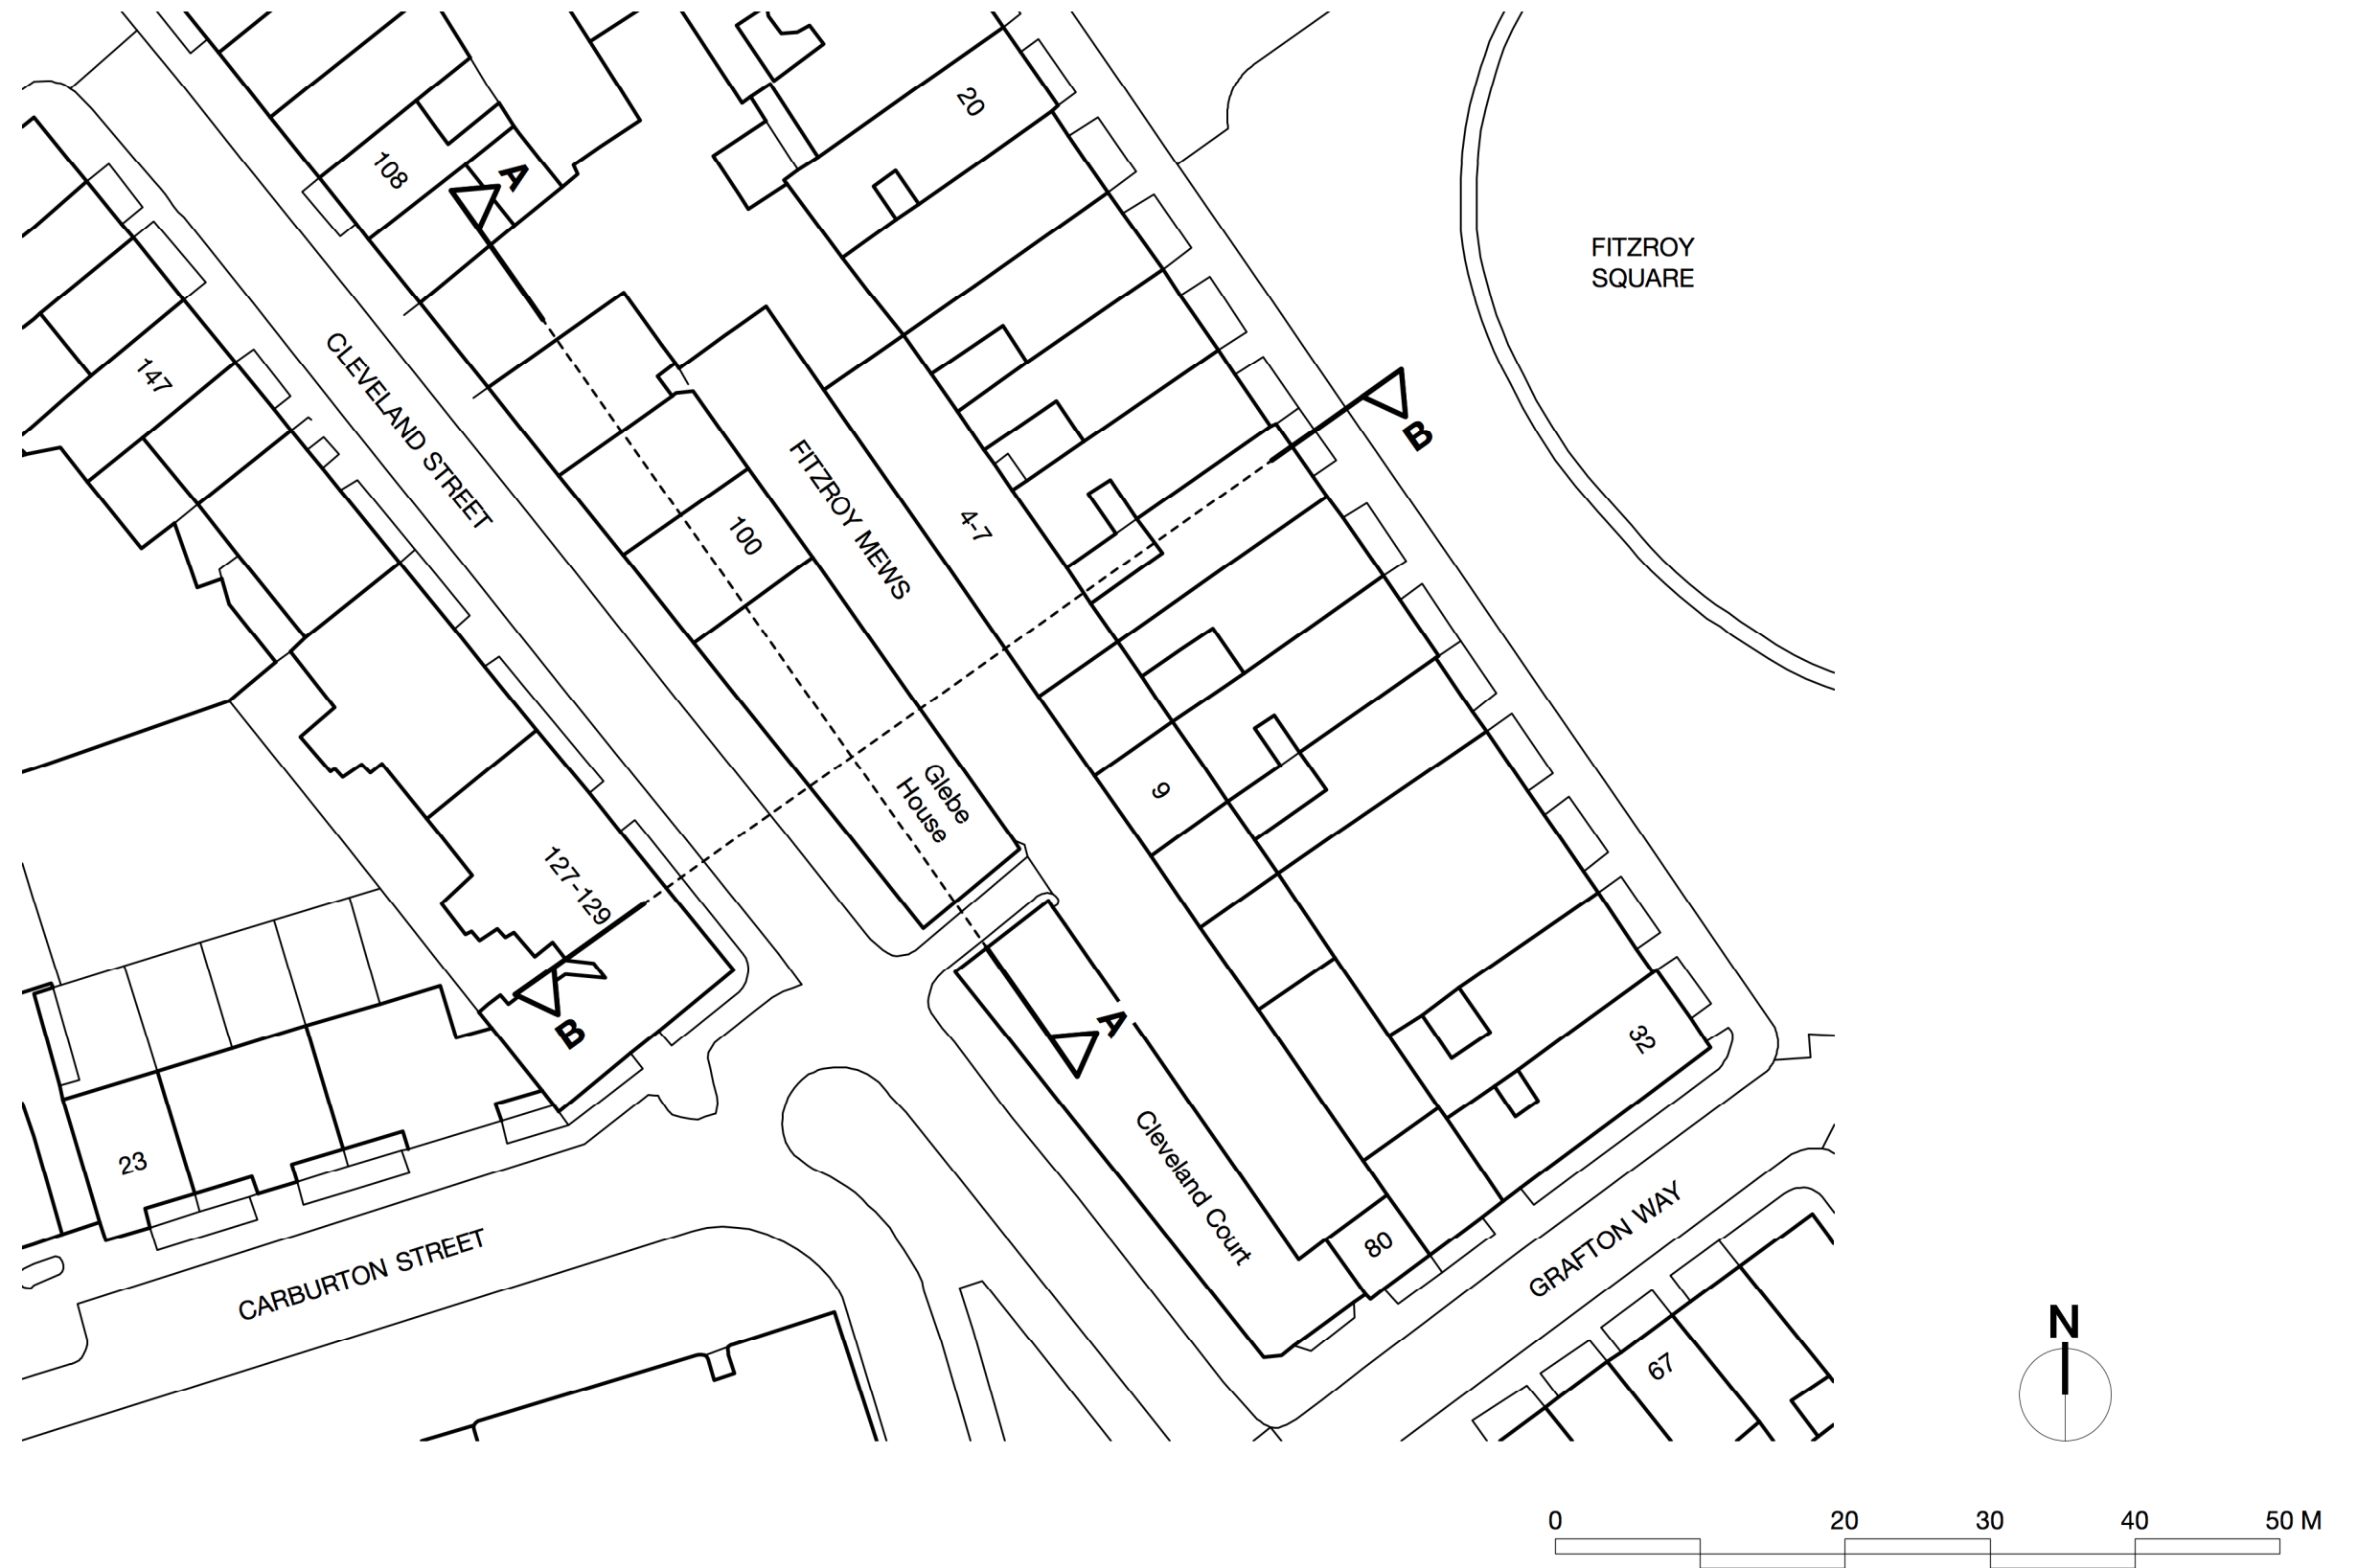 20
108
A
FITZROY
SQUARE
147
CLEVELAND STREET
B
FITZROY MEWS
4-7
100
9
Glebe
House
127-129
B
A
32
23
Cleveland Court
80
GRAFTON WAY
CARBURTON STREET
67
N
0
20
30
40
50 M